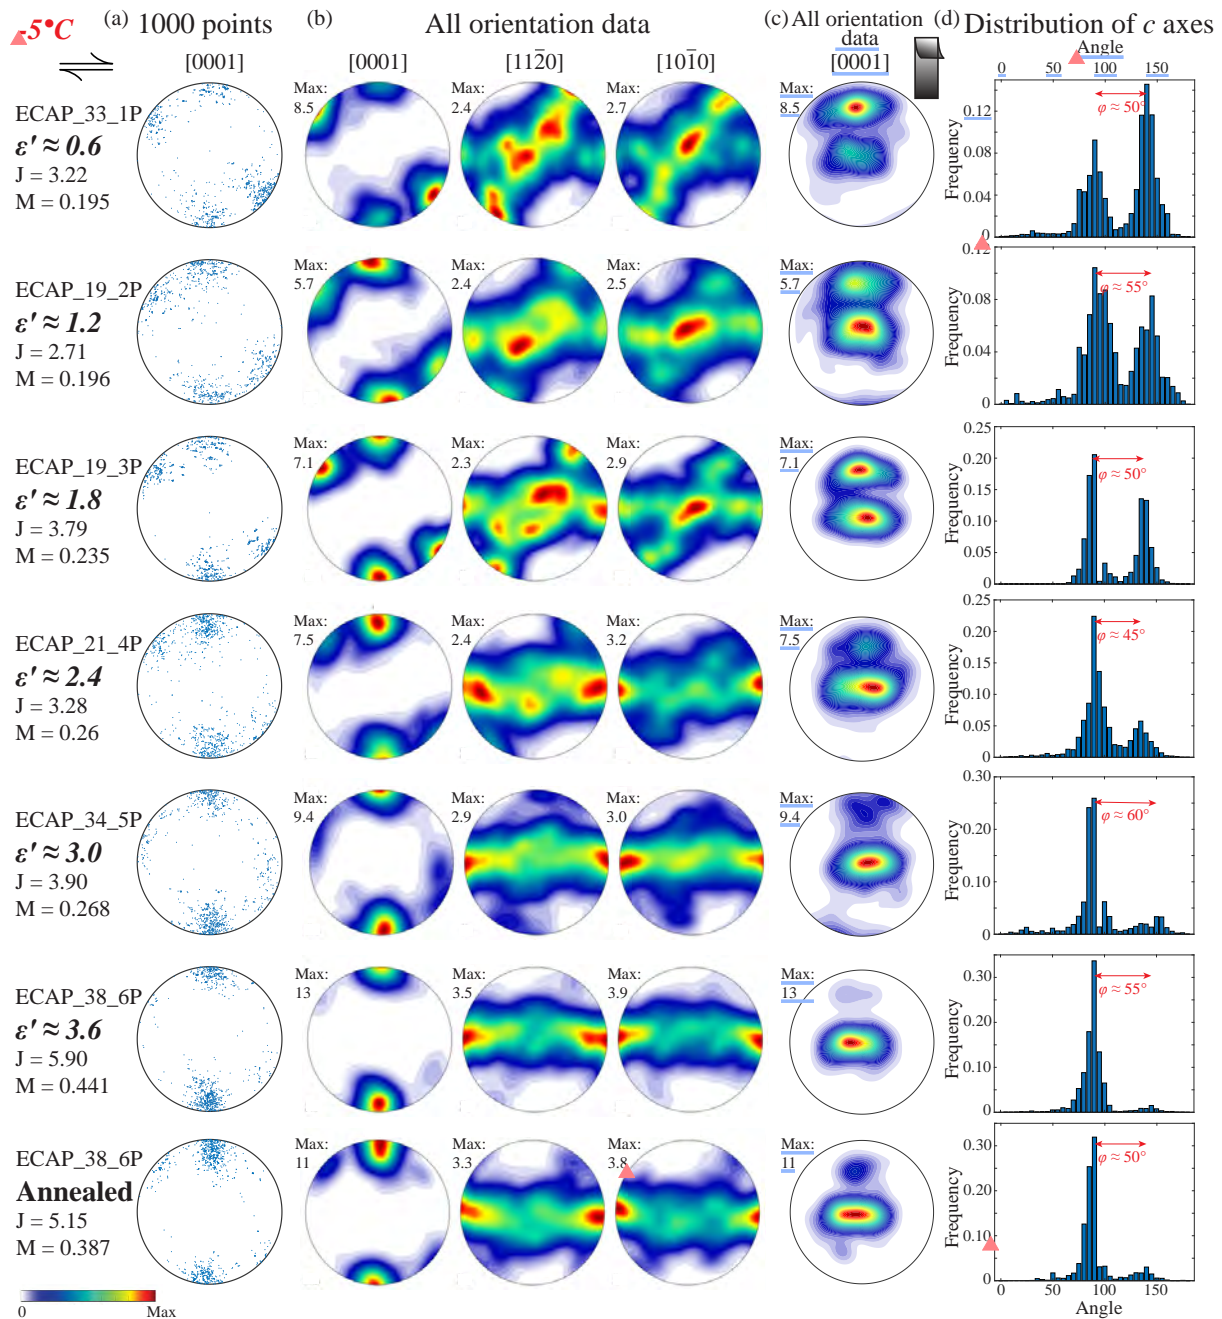 -5°C
(a) 1000 points
(b) All orientation data
(c) All orientation data
(d) Distribution of c axes
[0001]
[0001] [112̅0] [101̅0]
[0001]
Angle
0 50 100 150
ECAP_33_1P
ε' ≈ 0.6
J = 3.22
M = 0.195
Max: 8.5
Max: 2.4
Max: 2.7
Max: 8.5
Frequency
0.12
0.08
0.04
0
φ ≈ 50°
ECAP_19_2P
ε' ≈ 1.2
J = 2.71
M = 0.196
Max: 5.7
Max: 2.4
Max: 2.5
Max: 5.7
Frequency
0.12
0.08
0.04
0
φ ≈ 55°
ECAP_19_3P
ε' ≈ 1.8
J = 3.79
M = 0.235
Max: 7.1
Max: 2.3
Max: 2.9
Max: 7.1
Frequency
0.25
0.20
0.15
0.10
0.05
0
φ ≈ 50°
ECAP_21_4P
ε' ≈ 2.4
J = 3.28
M = 0.26
Max: 7.5
Max: 2.4
Max: 3.2
Max: 7.5
Frequency
0.25
0.20
0.15
0.10
0.05
0
φ ≈ 45°
ECAP_34_5P
ε' ≈ 3.0
J = 3.90
M = 0.268
Max: 9.4
Max: 2.9
Max: 3.0
Max: 9.4
Frequency
0.30
0.20
0.10
0
φ ≈ 60°
ECAP_38_6P
ε' ≈ 3.6
J = 5.90
M = 0.441
Max: 13
Max: 3.5
Max: 3.9
Max: 13
Frequency
0.30
0.20
0.10
0
φ ≈ 55°
ECAP_38_6P
Annealed
J = 5.15
M = 0.387
Max: 11
Max: 3.3
Max: 3.8
Max: 11
Frequency
0.30
0.20
0.10
0
φ ≈ 50°
0 50 100 150
Angle
0 Max